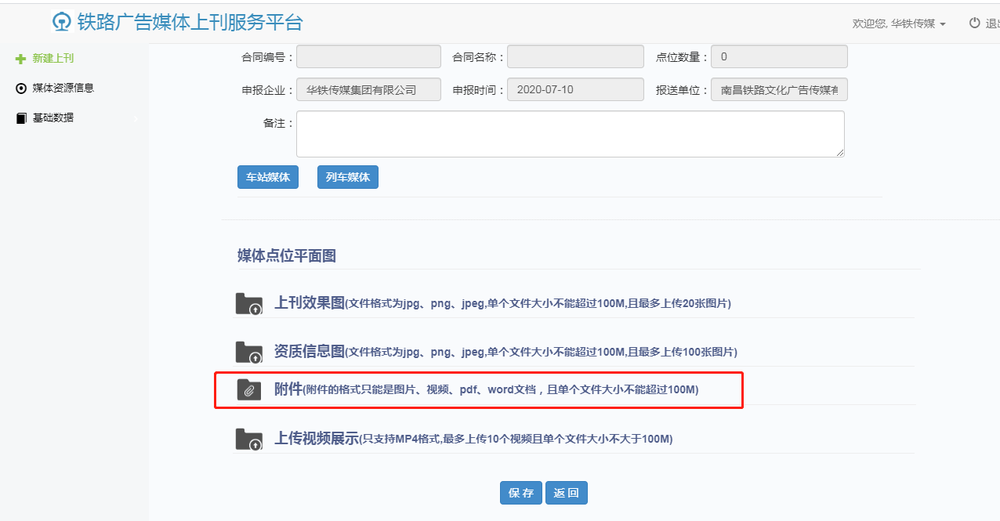 铁路广告媒体上刊服务平台
欢迎您, 华铁传媒
新建上刊
媒体资源信息
基础数据
合同编号： 合同名称： 点位数量： 0
申报企业： 华铁传媒集团有限公司 申报时间： 2020-07-10 报送单位： 南昌铁路文化广告传媒有
备注：
车站媒体 列车媒体
媒体点位平面图
上刊效果图(文件格式为jpg、png、jpeg,单个文件大小不能超过100M,且最多上传20张图片)
资质信息图(文件格式为jpg、png、jpeg,单个文件大小不能超过100M,且最多上传100张图片)
附件(附件的格式只能是图片、视频、pdf、word文档，且单个文件大小不能超过100M)
上传视频展示(只支持MP4格式,最多上传10个视频且单个文件大小不大于100M)
保 存 返 回